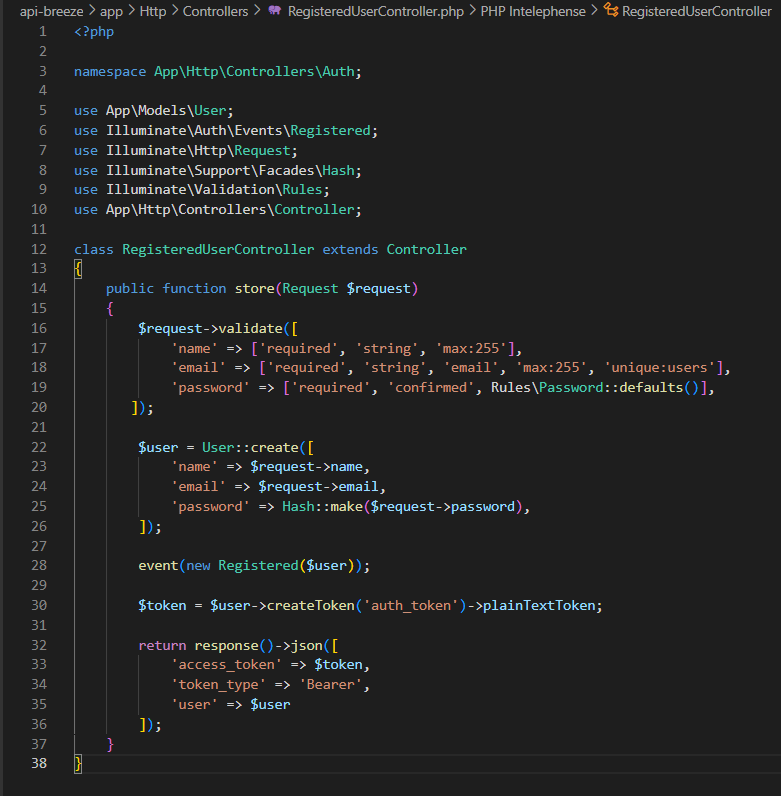 api-breeze > app > Http > Controllers > RegisteredUserController.php > PHP Intelephense > RegisteredUserController
1 <?php
2
3 namespace App\Http\Controllers\Auth;
4
5 use App\Models\User;
6 use Illuminate\Auth\Events\Registered;
7 use Illuminate\Http\Request;
8 use Illuminate\Support\Facades\Hash;
9 use Illuminate\Validation\Rules;
10 use App\Http\Controllers\Controller;
11
12 class RegisteredUserController extends Controller
13 {
14     public function store(Request $request)
15     {
16         $request->validate([
17             'name' => ['required', 'string', 'max:255'],
18             'email' => ['required', 'string', 'email', 'max:255', 'unique:users'],
19             'password' => ['required', 'confirmed', Rules\Password::defaults()],
20        ]);
21
22         $user = User::create([
23             'name' => $request->name,
24             'email' => $request->email,
25             'password' => Hash::make($request->password),
26         ]);
27
28         event(new Registered($user));
29
30         $token = $user->createToken('auth_token')->plainTextToken;
31
32         return response()->json([
33             'access_token' => $token,
34             'token_type' => 'Bearer',
35             'user' => $user
36         ]);
37     }
38 }